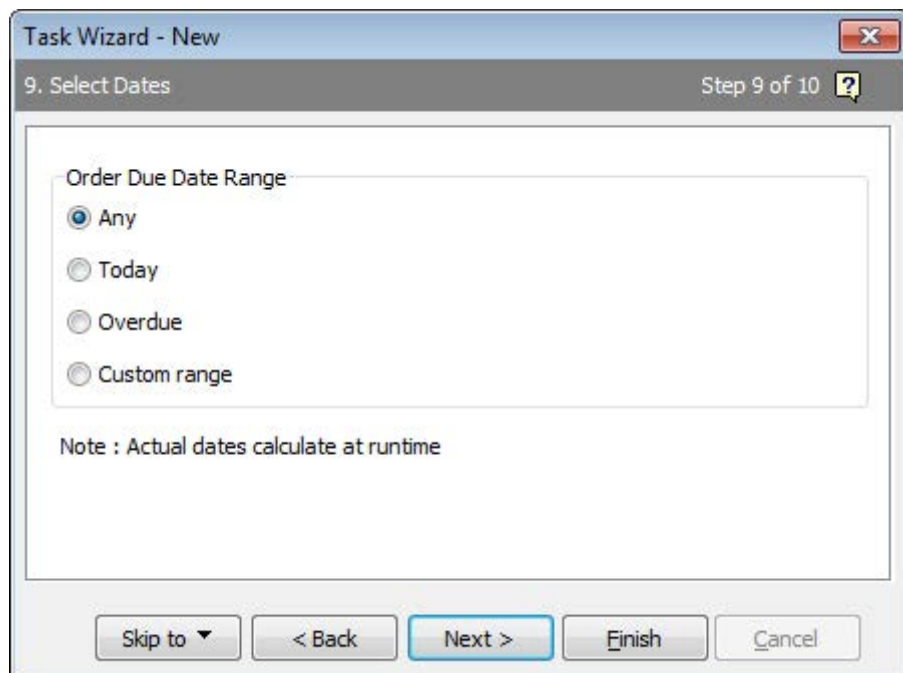 Task Wizard - New
9. Select Dates Step 9 of 10 ?
Order Due Date Range
Any
Today
Overdue
Custom range
Note : Actual dates calculate at runtime
Skip to < Back Next > Finish Cancel